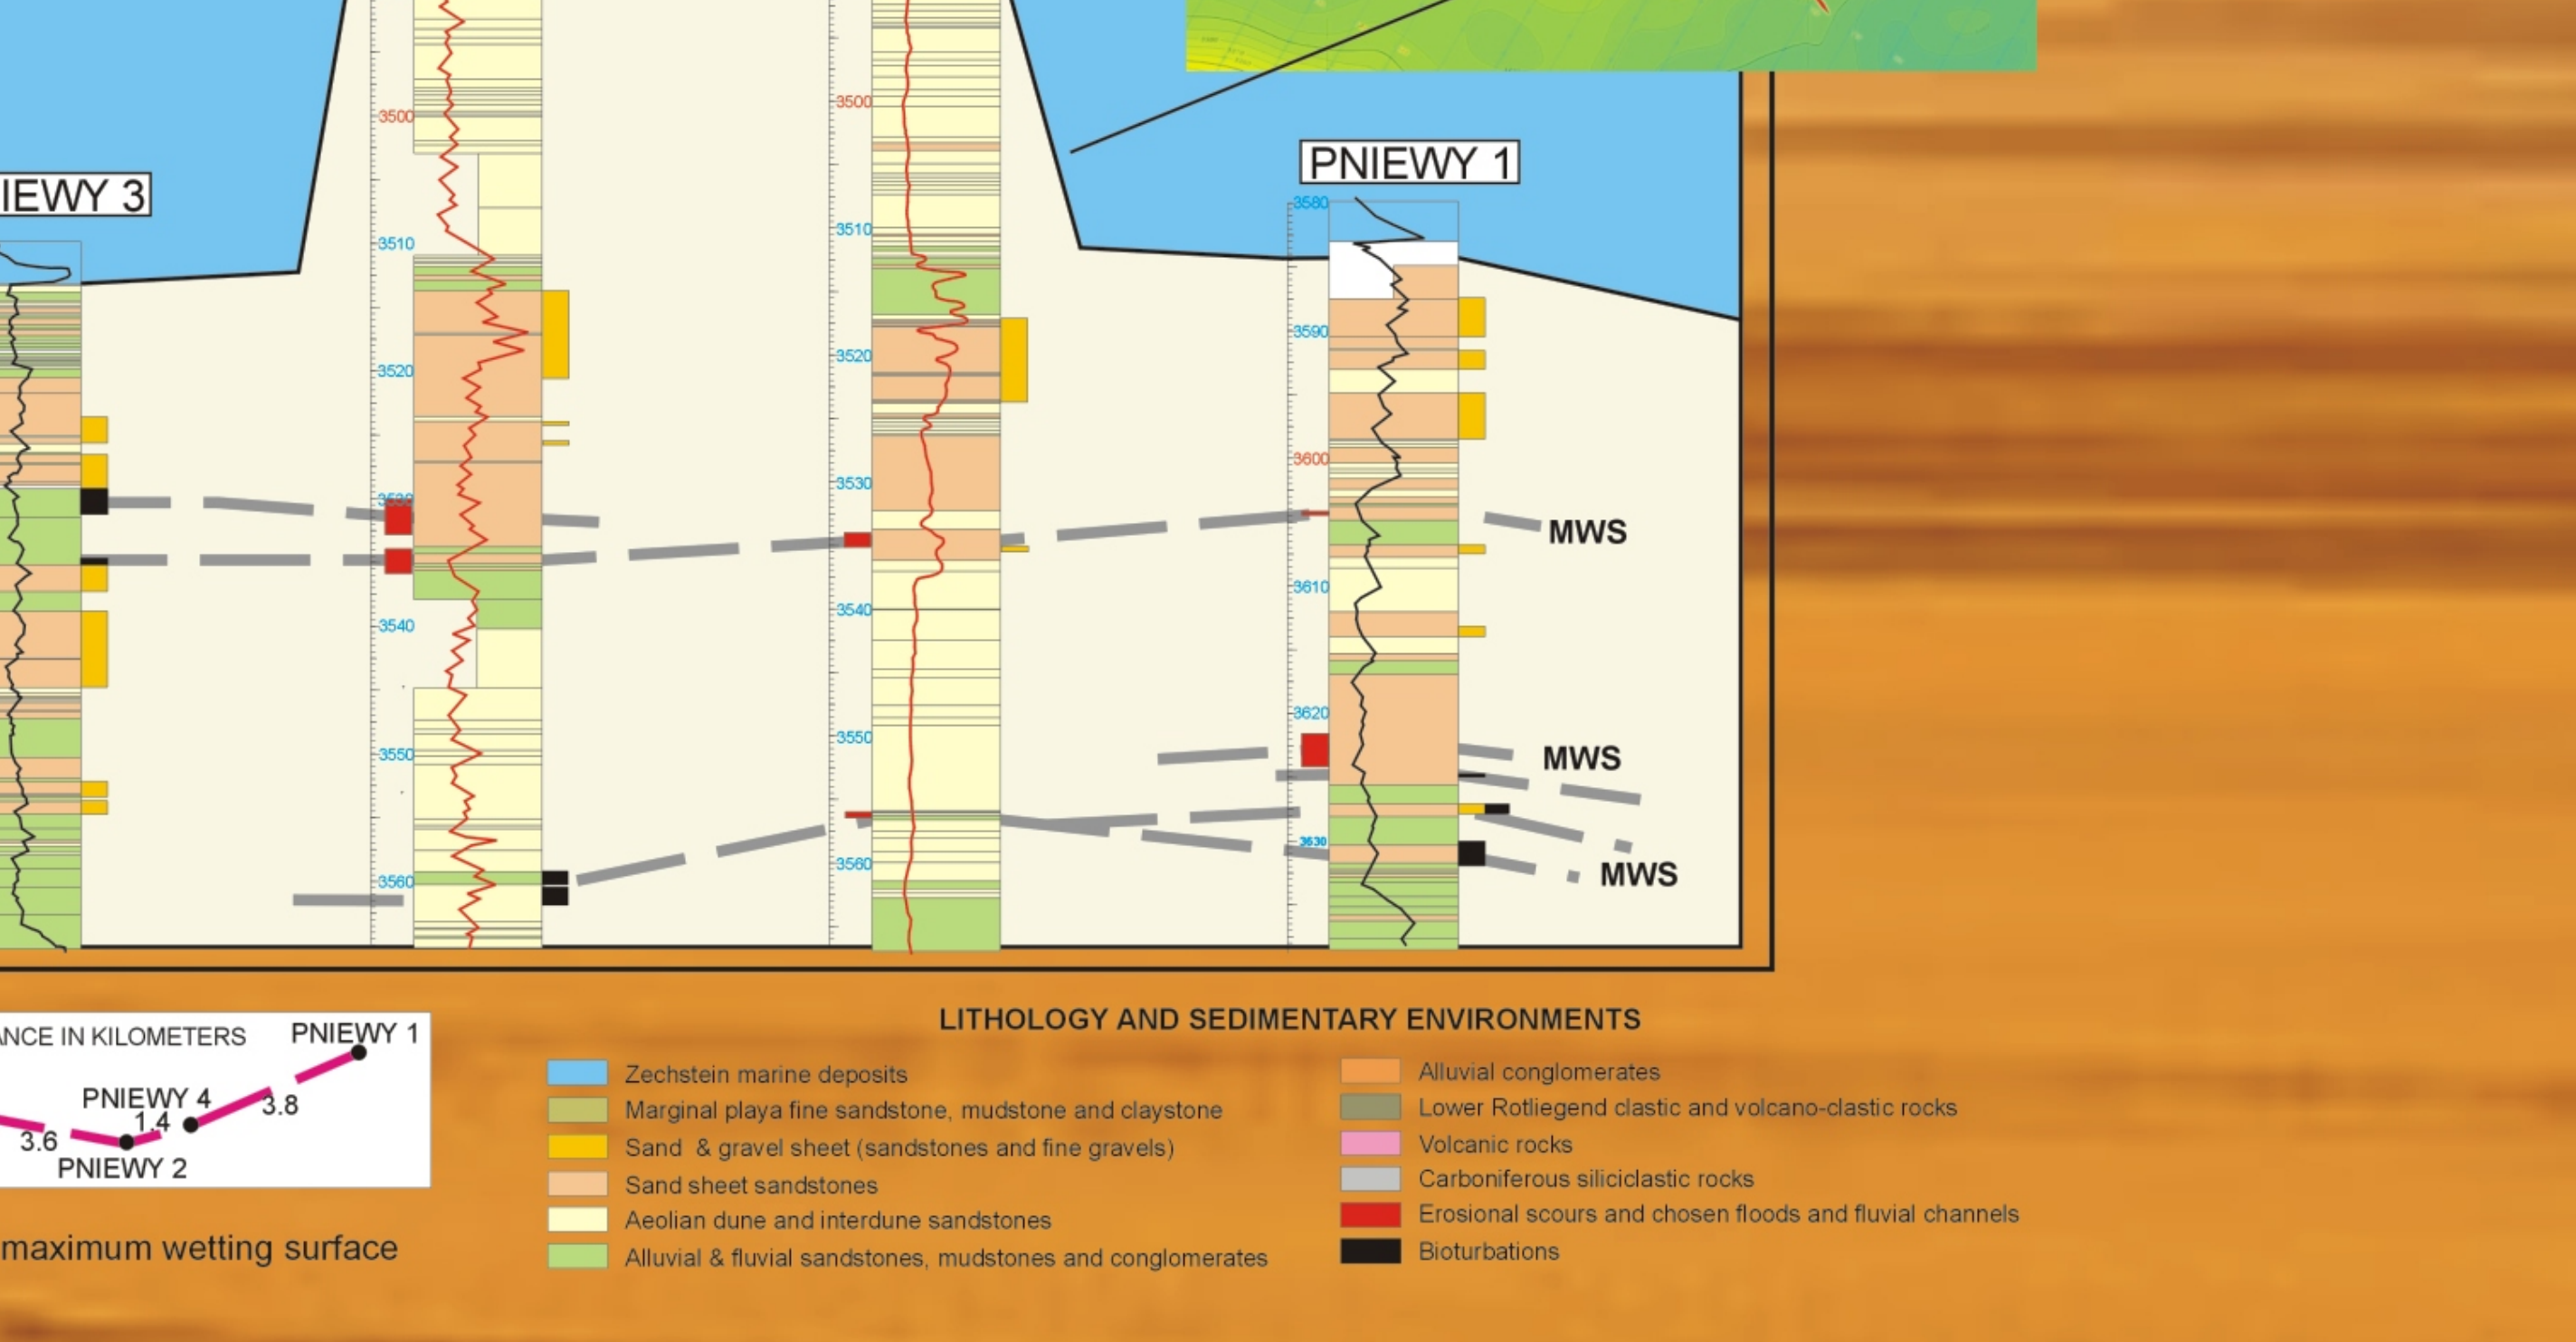 IEWY 3
3500
3510
3520
3530
3540
3550
3560
3500
3510
3520
3530
3540
3550
3560
PNIEWY 1
3580
3590
3600
3610
3620
3630
MWS
MWS
MWS
ANCE IN KILOMETERS
PNIEWY 1
PNIEWY 4
3.8
1.4
3.6
PNIEWY 2
maximum wetting surface
LITHOLOGY AND SEDIMENTARY ENVIRONMENTS
Zechstein marine deposits
Marginal playa fine sandstone, mudstone and claystone
Sand & gravel sheet (sandstones and fine gravels)
Sand sheet sandstones
Aeolian dune and interdune sandstones
Alluvial & fluvial sandstones, mudstones and conglomerates
Alluvial conglomerates
Lower Rotliegend clastic and volcano-clastic rocks
Volcanic rocks
Carboniferous siliciclastic rocks
Erosional scours and chosen floods and fluvial channels
Bioturbations